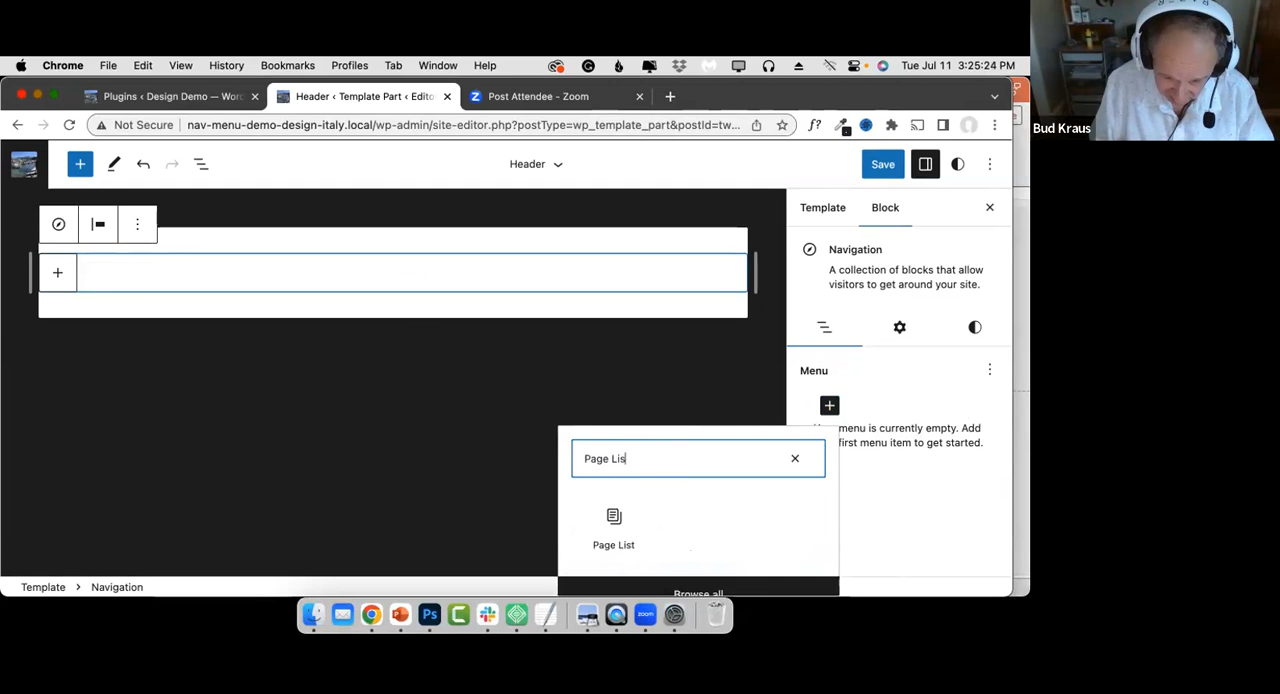 Chrome File Edit View History Bookmarks Profiles Tab Window Help Tue Jul 11 3:25:24 PM
Plugins ‹ Design Demo — Wor
Header ‹ Template Part ‹ Edito
Post Attendee - Zoom
Not Secure nav-menu-demo-design-italy.local/wp-admin/site-editor.php?postType=wp_template_part&postId=tw... f?
Bud Kraus
Header
Save
Template Block
Navigation
A collection of blocks that allow
visitors to get around your site.
Menu
menu is currently empty. Add
first menu item to get started.
Page Lis
Page List
Browse all
Template > Navigation
Ps
zoom